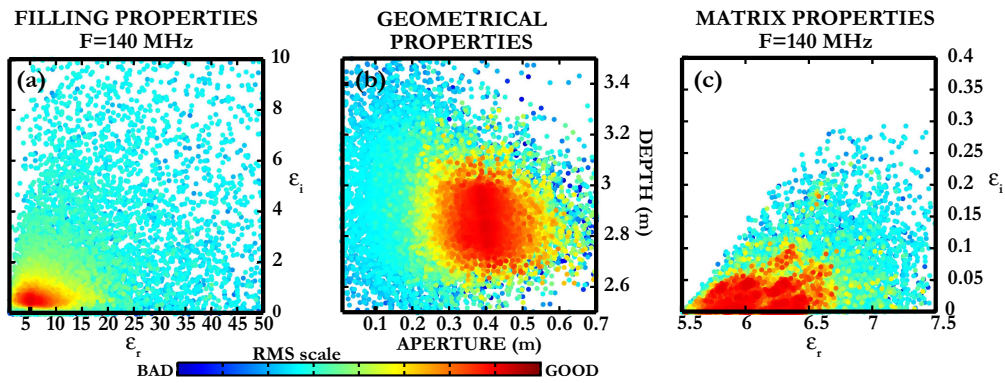 FILLING PROPERTIES
F=140 MHz
(a)
10
8
6
εi
4
2
0
5 10 15 20 25 30 35 40 45 50
εr
GEOMETRICAL
PROPERTIES
(b)
3.4
3.2
3
2.8
2.6
DEPTH (m)
0.1 0.2 0.3 0.4 0.5 0.6 0.7
APERTURE (m)
MATRIX PROPERTIES
F=140 MHz
(c)
0.4
0.35
0.3
0.25
0.2
εi
0.15
0.1
0.05
0
5.5 6 6.5 7 7.5
εr
RMS scale
BAD GOOD